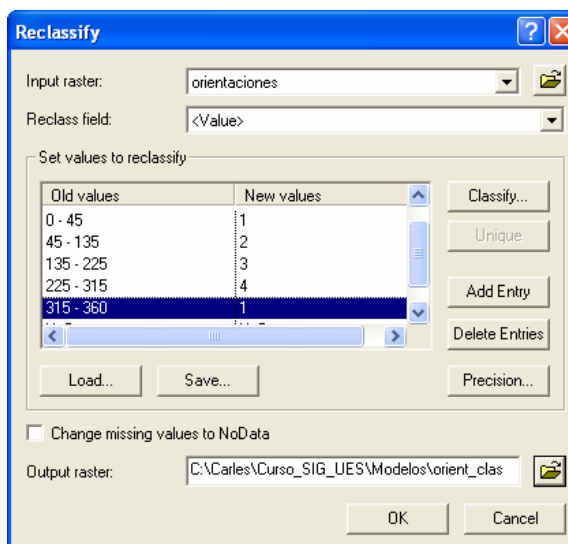 Reclassify
Input raster: orientaciones
Reclass field: <Value>
Set values to reclassify
Old values New values
0 - 45 1
45 - 135 2
135 - 225 3
225 - 315 4
315 - 360 1
Classify...
Unique
Add Entry
Delete Entries
Load... Save... Precision...
Change missing values to NoData
Output raster: C:\Carles\Curso_SIG_UES\Modelos\orient_clas
OK Cancel